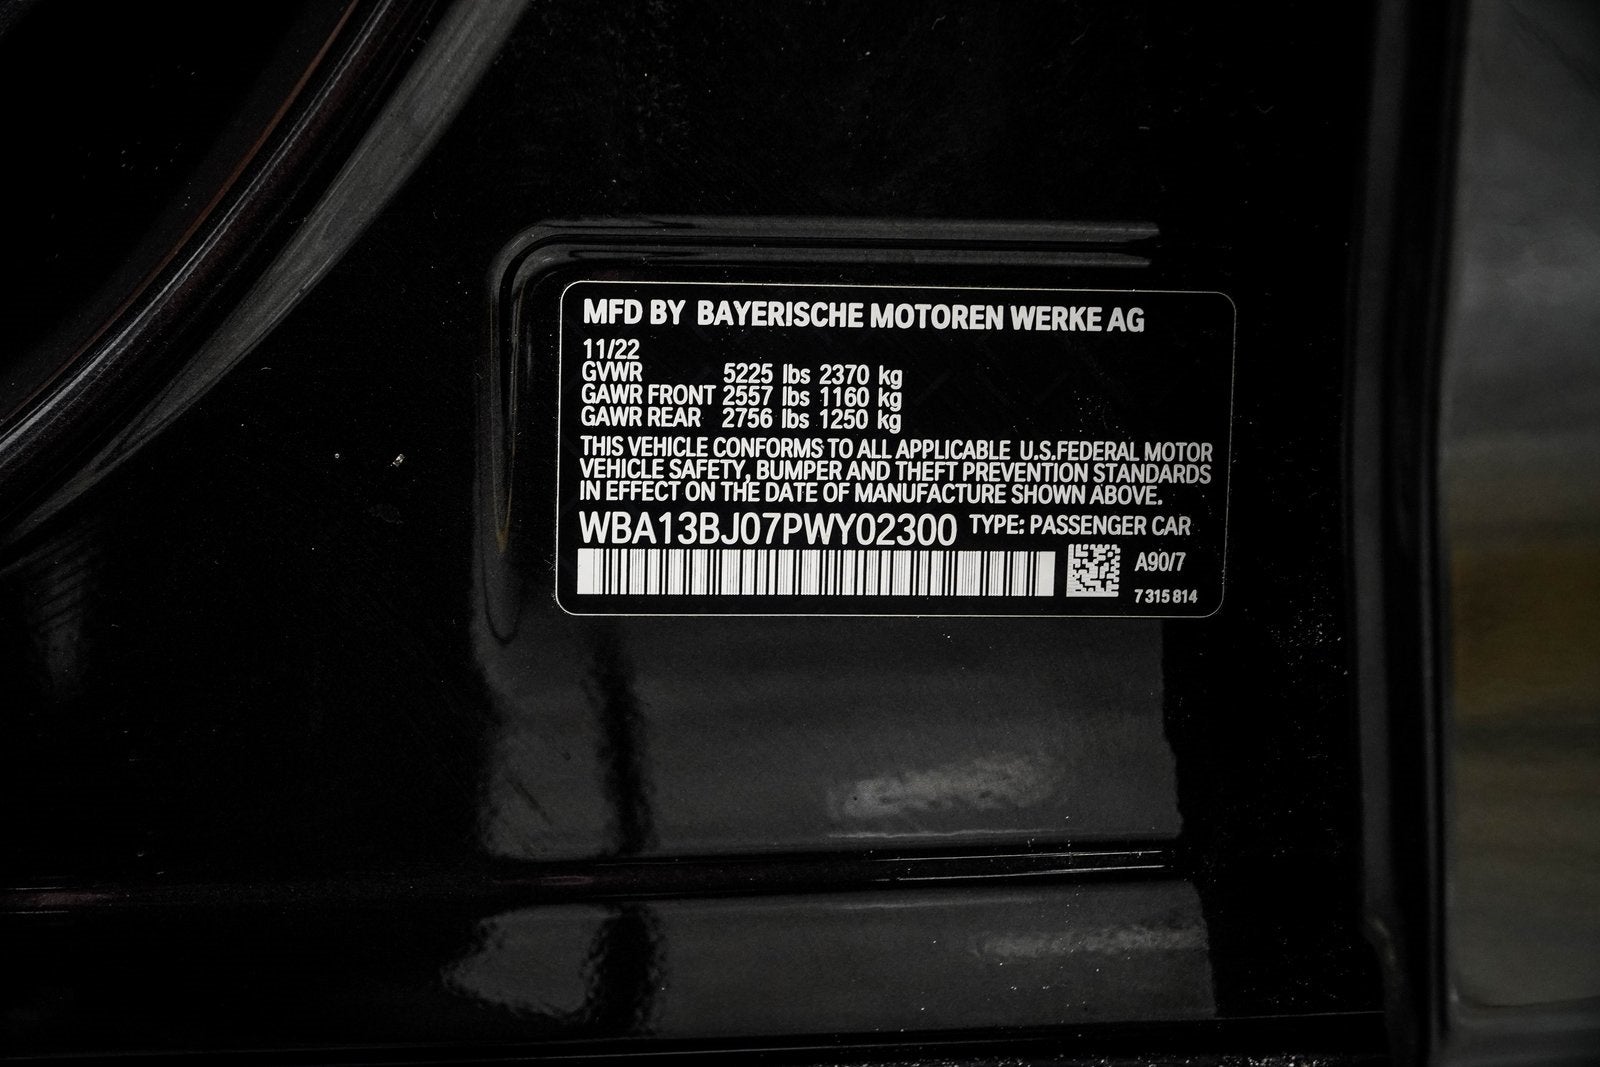 MFD BY BAYERISCHE MOTOREN WERKE AG
11/22
GVWR 5225 lbs 2370 kg
GAWR FRONT 2557 lbs 1160 kg
GAWR REAR 2756 lbs 1250 kg
THIS VEHICLE CONFORMS TO ALL APPLICABLE U.S.FEDERAL MOTOR
VEHICLE SAFETY, BUMPER AND THEFT PREVENTION STANDARDS
IN EFFECT ON THE DATE OF MANUFACTURE SHOWN ABOVE.
WBA13BJ07PWY02300 TYPE: PASSENGER CAR
A90/7
7 315 814